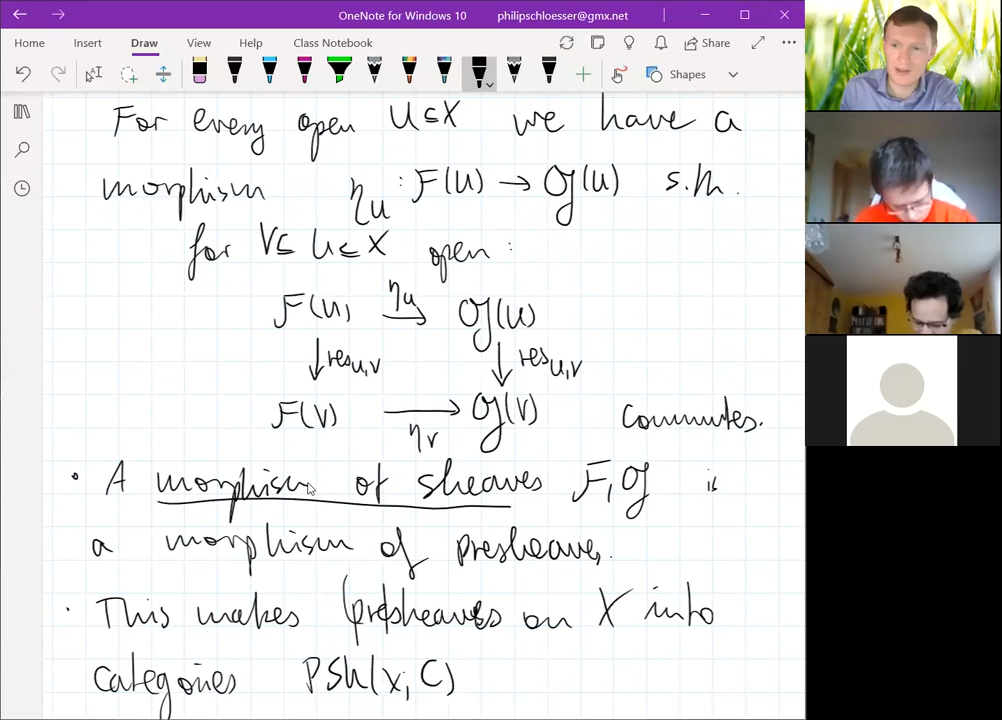 OneNote for Windows 10
philipschloesser@gmx.net
Home Insert Draw View Help Class Notebook
Share
Shapes
For every open U⊆X we have a
morphism η_U : F(U) → G(U) s.th.
for V⊆U⊆X open :
F(U) η_U→ G(U)
↓res_{U,V} ↓res_{U,V}
F(V) →η_V G(V) commutes.
• A morphism of sheaves F, G is
a morphism of presheaves.
• This makes (pre)sheaves on X into
categories PSh(X, C)